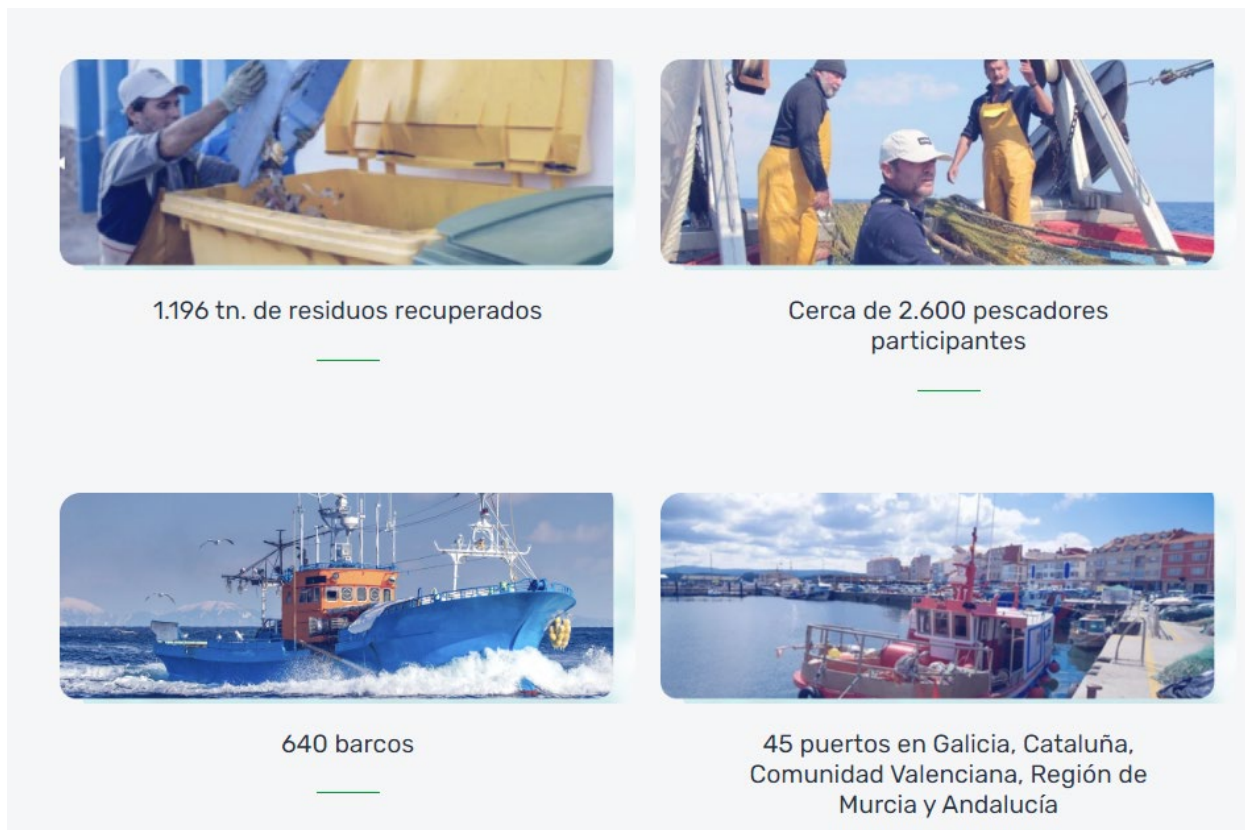 1.196 tn. de residuos recuperados
Cerca de 2.600 pescadores
participantes
640 barcos
45 puertos en Galicia, Cataluña,
Comunidad Valenciana, Región de
Murcia y Andalucía